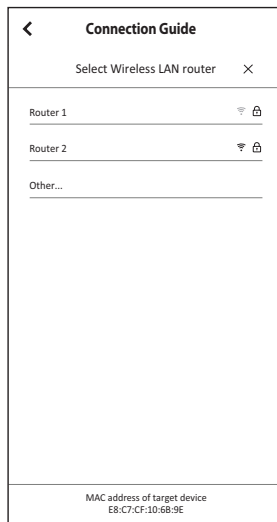 Connection Guide
Select Wireless LAN router
Router 1
Router 2
Other...
MAC address of target device
E8:C7:CF:10:6B:9E